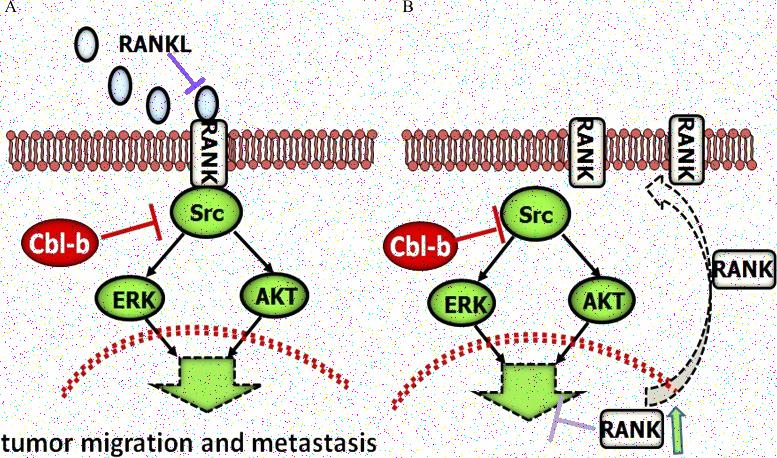 A
B
RANKL
RANK
RANK
RANK
Src
Src
Cbl-b
Cbl-b
RANK
ERK
AKT
ERK
AKT
RANK
tumor migration and metastasis